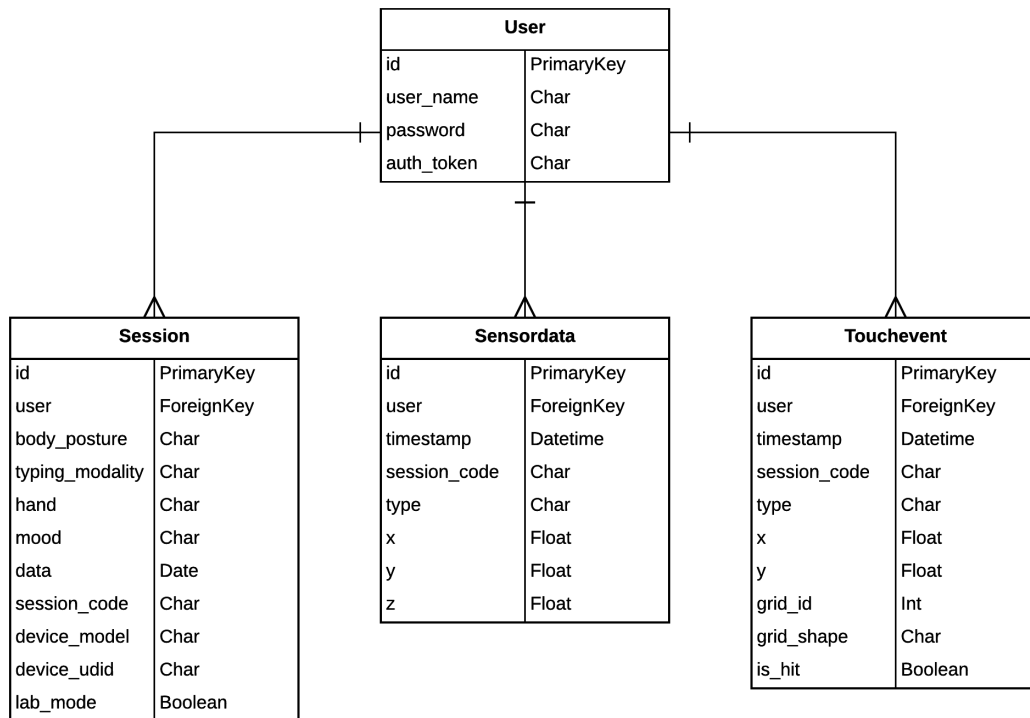 User
id PrimaryKey
user_name Char
password Char
auth_token Char
Session
id PrimaryKey
user ForeignKey
body_posture Char
typing_modality Char
hand Char
mood Char
data Date
session_code Char
device_model Char
device_udid Char
lab_mode Boolean
Sensordata
id PrimaryKey
user ForeignKey
timestamp Datetime
session_code Char
type Char
x Float
y Float
z Float
Touchevent
id PrimaryKey
user ForeignKey
timestamp Datetime
session_code Char
type Char
x Float
y Float
grid_id Int
grid_shape Char
is_hit Boolean